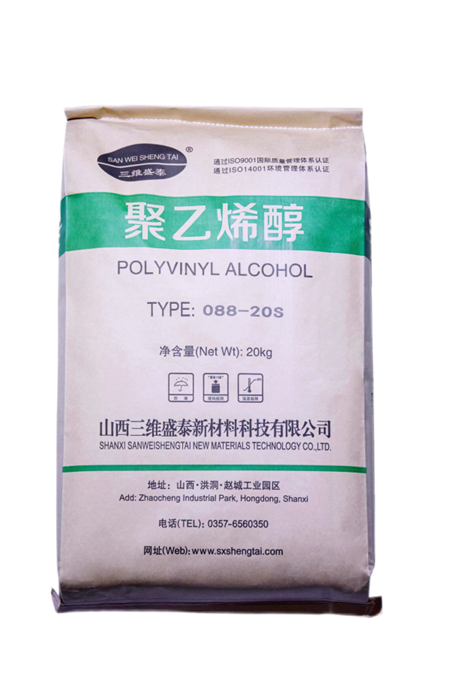 SAN WEI SHENG TAI
®
三维盛泰
通过ISO9001国际质量管理体系认证
通过ISO14001环境管理体系认证
聚乙烯醇
POLYVINYL ALCOHOL
TYPE: 088-20S
净含量(Net Wt): 20kg
山西三维盛泰新材料科技有限公司
SHANXI SANWEISHENGTAI NEW MATERIALS TECHNOLOGY CO.,LTD.
地址：山西·洪洞·赵城工业园区
Add: Zhaocheng Industrial Park, Hongdong, Shanxi
电话(TEL): 0357-6560350
网址(Web): www.sxshengtai.com